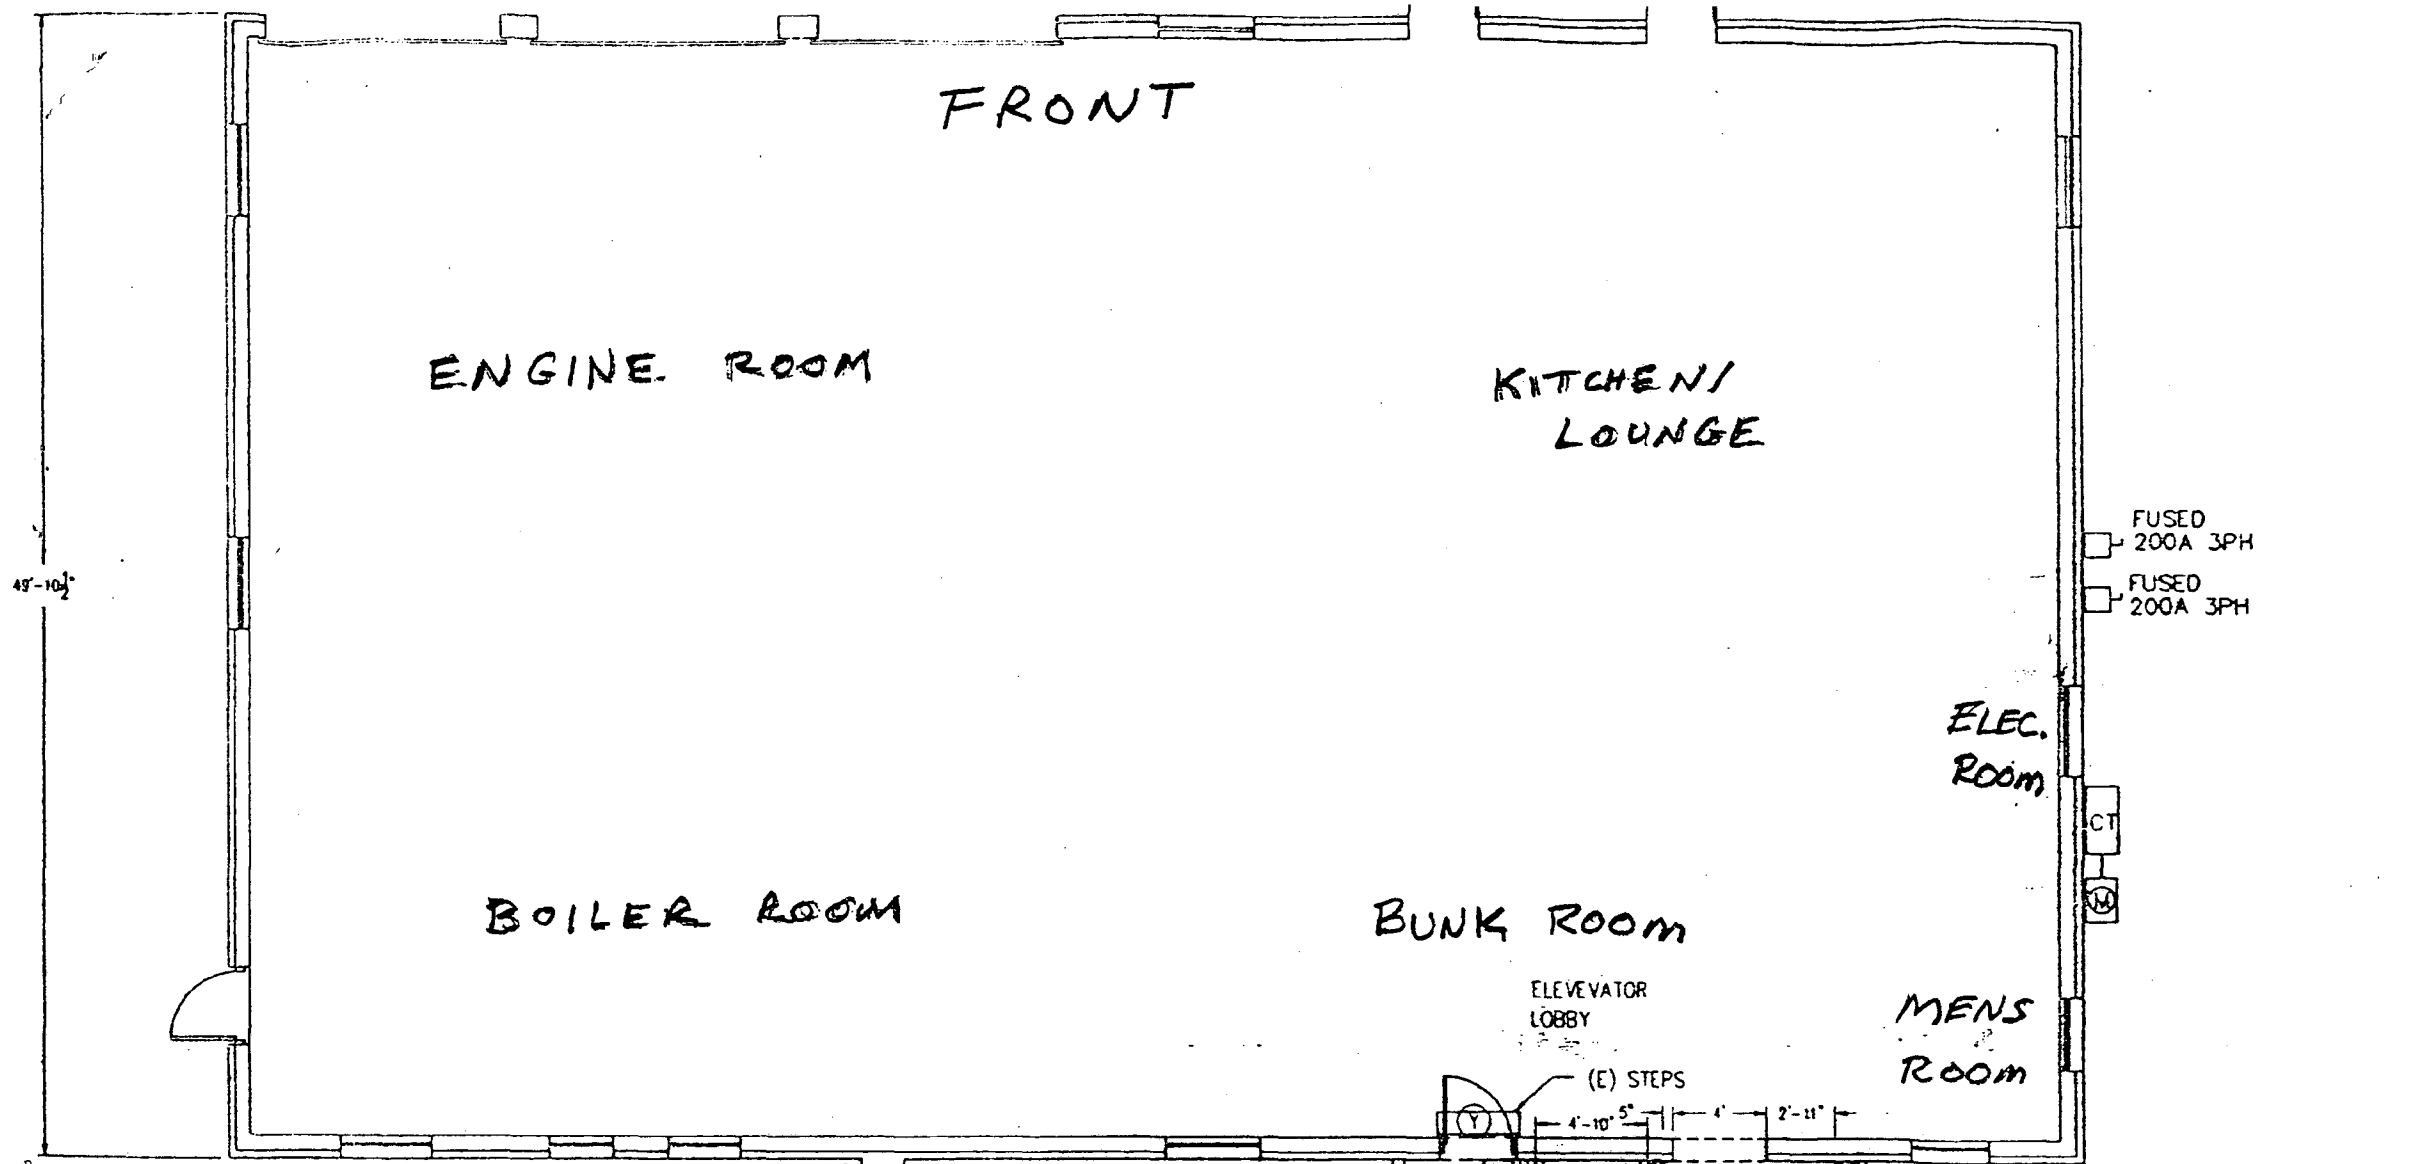 FRONT
ENGINE ROOM
KITCHEN/
LOUNGE
FUSED
200A 3PH
FUSED
200A 3PH
49'-10½"
ELEC.
ROOM
CT
M
BOILER ROOM
BUNK ROOM
ELEVEVATOR
LOBBY
MENS
ROOM
(E) STEPS
Y
4'-10"
5"
4'
2'-11"